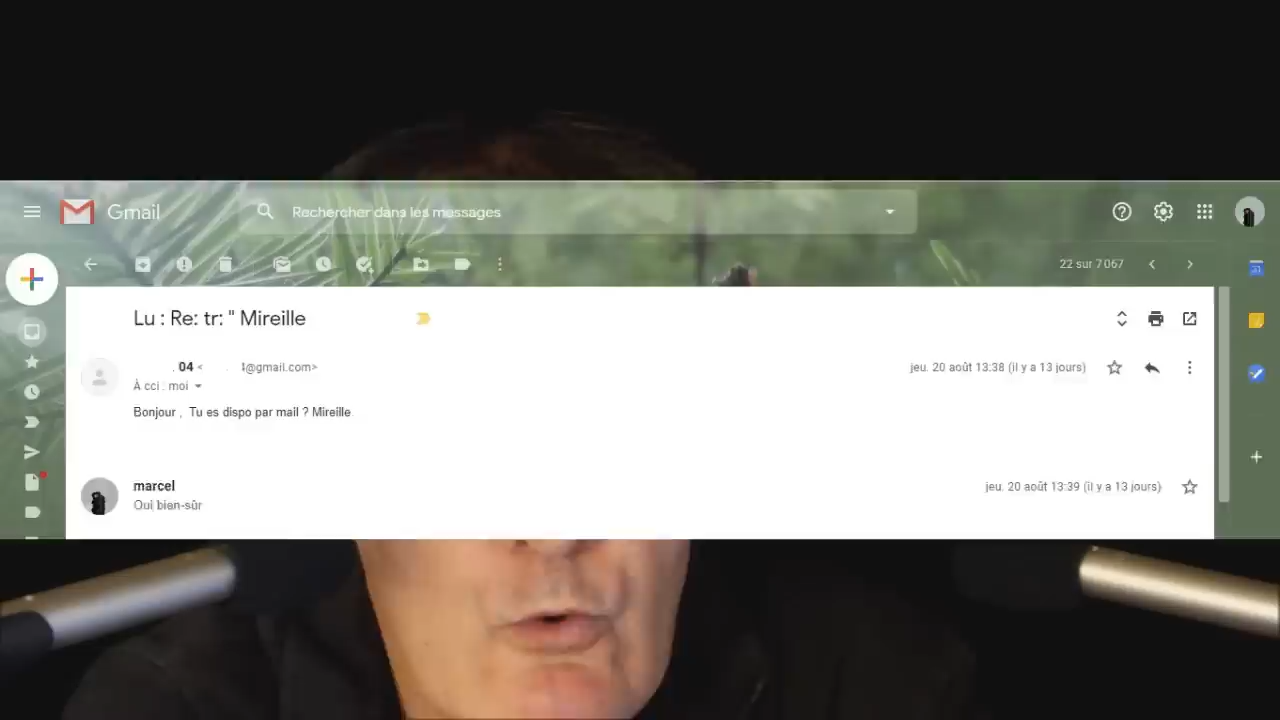 Gmail
Rechercher dans les messages
22 sur 7 067
Lu : Re: tr: " Mireille
04 < @gmail.com>
jeu. 20 août 13:38 (il y a 13 jours)
À cci : moi
Bonjour , Tu es dispo par mail ? Mireille
marcel
jeu. 20 août 13:39 (il y a 13 jours)
Oui bien-sûr